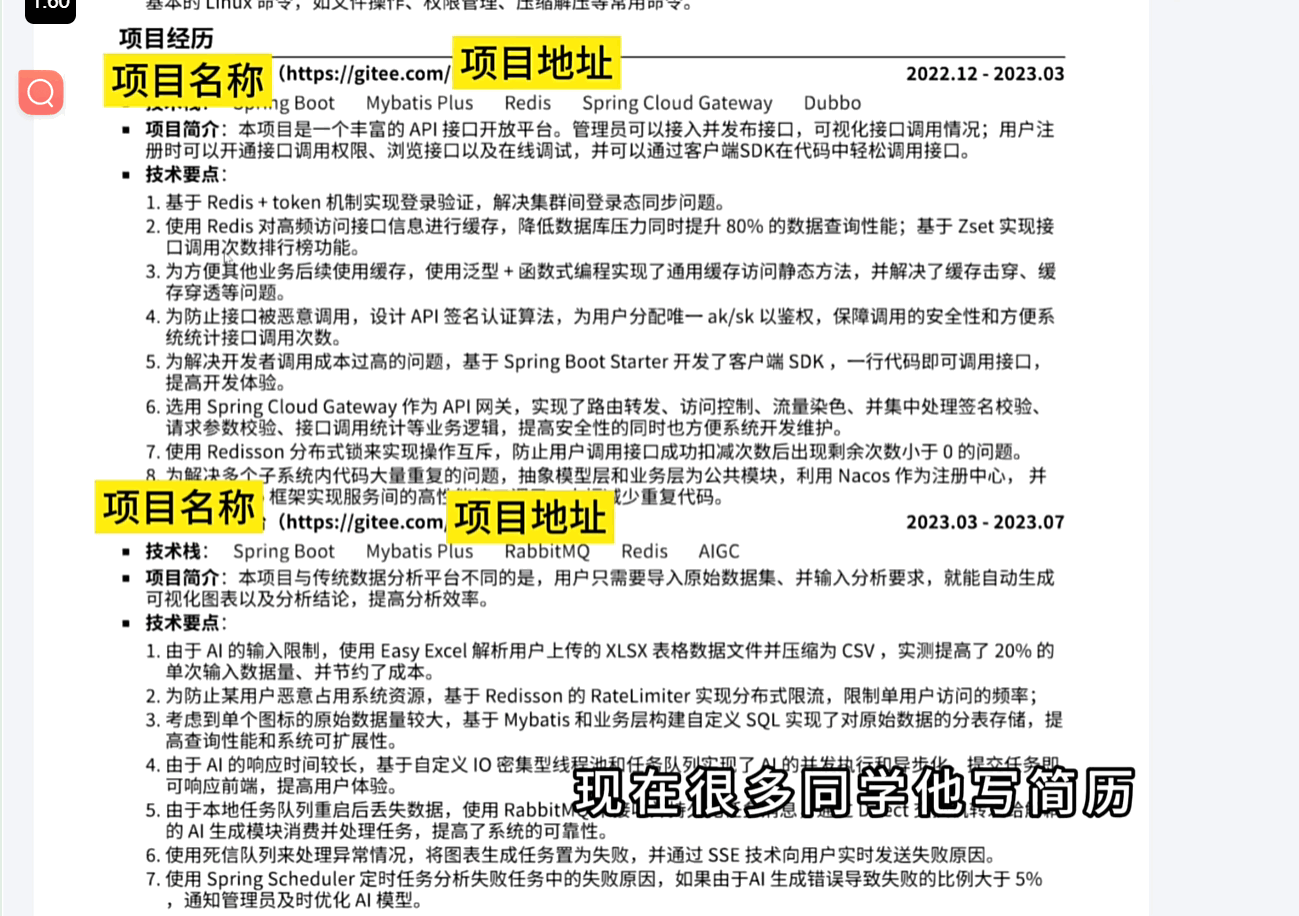 1.60
基本的 Linux 命令，如文件操作、权限管理、压缩解压等常用命令。
项目经历
项目名称（https://gitee.com/ 项目地址 2022.12 - 2023.03
技术栈： Spring Boot Mybatis Plus Redis Spring Cloud Gateway Dubbo
▪ 项目简介：本项目是一个丰富的 API 接口开放平台。管理员可以接入并发布接口，可视化接口调用情况；用户注
册时可以开通接口调用权限、浏览接口以及在线调试，并可以通过客户端SDK在代码中轻松调用接口。
▪ 技术要点：
1. 基于 Redis + token 机制实现登录验证，解决集群间登录态同步问题。
2. 使用 Redis 对高频访问接口信息进行缓存，降低数据库压力同时提升 80% 的数据查询性能；基于 Zset 实现接
口调用次数排行榜功能。
3. 为方便其他业务后续使用缓存，使用泛型 + 函数式编程实现了通用缓存访问静态方法，并解决了缓存击穿、缓
存穿透等问题。
4. 为防止接口被恶意调用，设计 API 签名认证算法，为用户分配唯一 ak/sk 以鉴权，保障调用的安全性和方便系
统统计接口调用次数。
5. 为解决开发者调用成本过高的问题，基于 Spring Boot Starter 开发了客户端 SDK ，一行代码即可调用接口，
提高开发体验。
6. 选用 Spring Cloud Gateway 作为 API 网关，实现了路由转发、访问控制、流量染色、并集中处理签名校验、
请求参数校验、接口调用统计等业务逻辑，提高安全性的同时也方便系统开发维护。
7. 使用 Redisson 分布式锁来实现操作互斥，防止用户调用接口成功扣减次数后出现剩余次数小于 0 的问题。
8. 为解决多个子系统内代码大量重复的问题，抽象模型层和业务层为公共模块，利用 Nacos 作为注册中心， 并
框架实现服务间的高性 减少重复代码。
项目名称（https://gitee.com/ 项目地址 2023.03 - 2023.07
▪ 技术栈： Spring Boot Mybatis Plus RabbitMQ Redis AIGC
▪ 项目简介：本项目与传统数据分析平台不同的是，用户只需要导入原始数据集、并输入分析要求，就能自动生成
可视化图表以及分析结论，提高分析效率。
▪ 技术要点：
1. 由于 AI 的输入限制，使用 Easy Excel 解析用户上传的 XLSX 表格数据文件并压缩为 CSV ，实测提高了 20% 的
单次输入数据量、并节约了成本。
2. 为防止某用户恶意占用系统资源，基于 Redisson 的 RateLimiter 实现分布式限流，限制单用户访问的频率；
3. 考虑到单个图标的原始数据量较大，基于 Mybatis 和业务层构建自定义 SQL 实现了对原始数据的分表存储，提
高查询性能和系统可扩展性。
4. 由于 AI 的响应时间较长，基于自定义 IO 密集型线程池和任务队列实现了 AI 的并发执行和异步化，提交任务即
可响应前端，提高用户体验。
现在很多同学他写简历
5. 由于本地任务队列重启后丢失数据，使用 RabbitMQ
的 AI 生成模块消费并处理任务，提高了系统的可靠性。
6. 使用死信队列来处理异常情况，将图表生成任务置为失败，并通过 SSE 技术向用户实时发送失败原因。
7. 使用 Spring Scheduler 定时任务分析失败任务中的失败原因，如果由于AI 生成错误导致失败的比例大于 5%
，通知管理员及时优化 AI 模型。